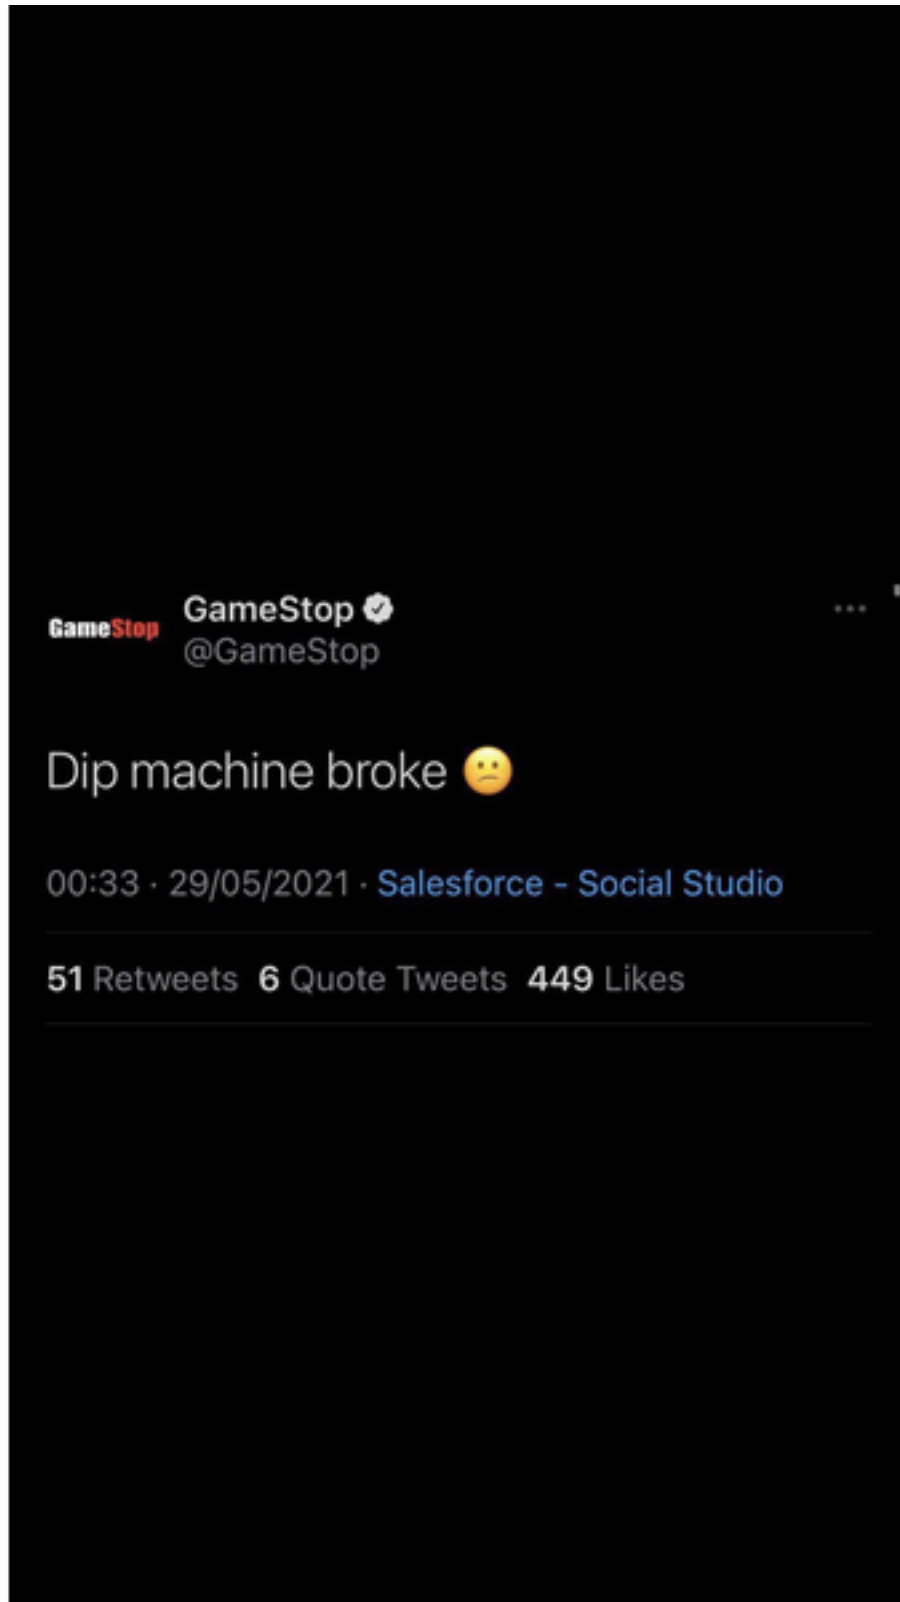 GameStop
GameStop
@GameStop
Dip machine broke 😕
00:33 · 29/05/2021 · Salesforce - Social Studio
51 Retweets 6 Quote Tweets 449 Likes